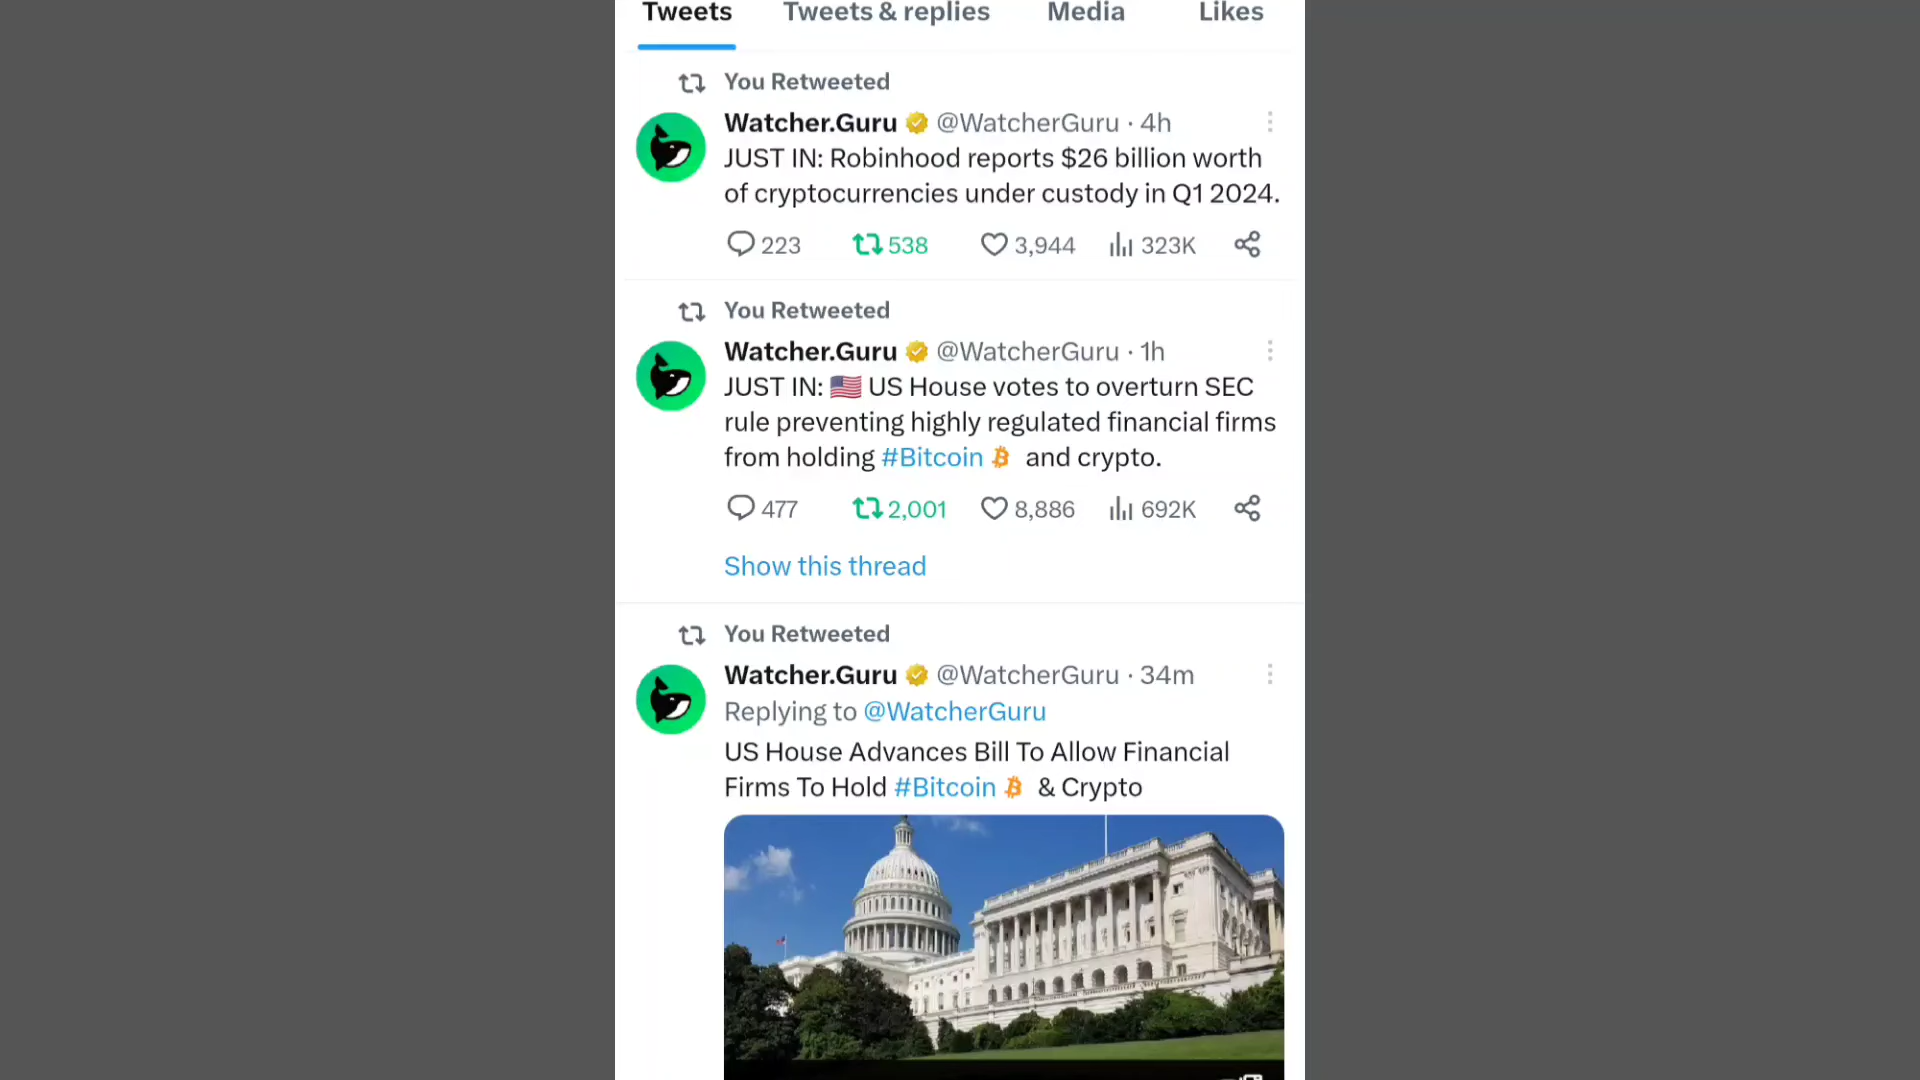 Tweets Tweets & replies Media Likes
You Retweeted
Watcher.Guru @WatcherGuru · 4h
JUST IN: Robinhood reports $26 billion worth
of cryptocurrencies under custody in Q1 2024.
223 538 3,944 323K
You Retweeted
Watcher.Guru @WatcherGuru · 1h
JUST IN: 🇺🇸 US House votes to overturn SEC
rule preventing highly regulated financial firms
from holding #Bitcoin and crypto.
477 2,001 8,886 692K
Show this thread
You Retweeted
Watcher.Guru @WatcherGuru · 34m
Replying to @WatcherGuru
US House Advances Bill To Allow Financial
Firms To Hold #Bitcoin & Crypto